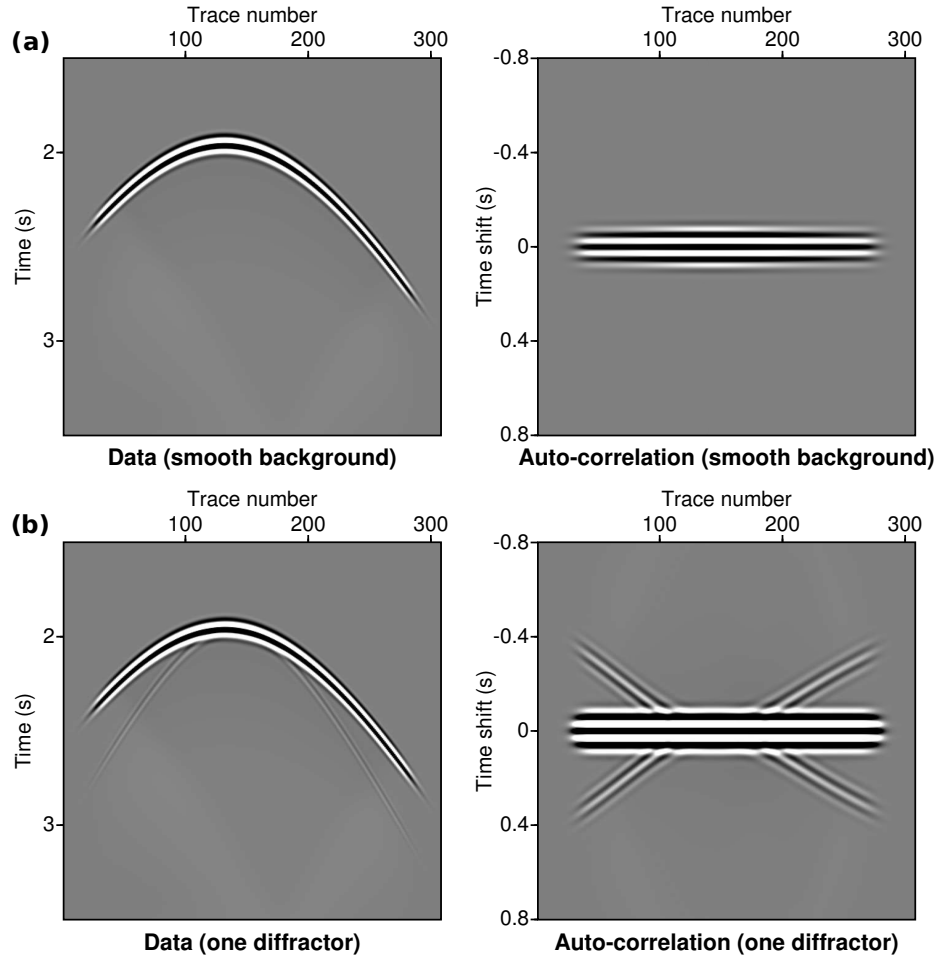 Trace number
Trace number
(a)
100 200 300
100 200 300
Time (s)
2
3
Time shift (s)
-0.8
-0.4
0
0.4
0.8
Data (smooth background)
Auto-correlation (smooth background)
Trace number
Trace number
(b)
100 200 300
100 200 300
Time (s)
2
3
Time shift (s)
-0.8
-0.4
0
0.4
0.8
Data (one diffractor)
Auto-correlation (one diffractor)